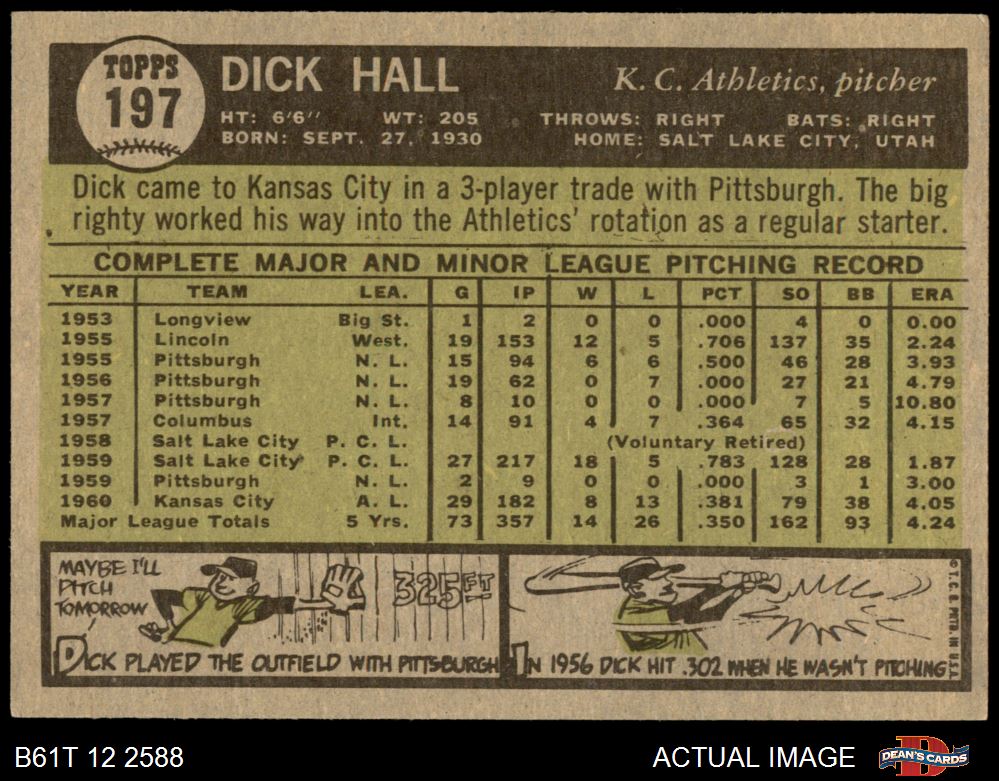 TOPPS
197
DICK HALL
K. C. Athletics, pitcher
HT: 6'6" WT: 205 THROWS: RIGHT BATS: RIGHT
BORN: SEPT. 27, 1930 HOME: SALT LAKE CITY, UTAH
Dick came to Kansas City in a 3-player trade with Pittsburgh. The big
righty worked his way into the Athletics' rotation as a regular starter.
COMPLETE MAJOR AND MINOR LEAGUE PITCHING RECORD
YEAR TEAM LEA. G IP W L PCT SO BB ERA
1953 Longview Big St. 1 2 0 0 .000 4 0 0.00
1955 Lincoln West. 19 153 12 5 .706 137 35 2.24
1955 Pittsburgh N. L. 15 94 6 6 .500 46 28 3.93
1956 Pittsburgh N. L. 19 62 0 7 .000 27 21 4.79
1957 Pittsburgh N. L. 8 10 0 0 .000 7 5 10.80
1957 Columbus Int. 14 91 4 7 .364 65 32 4.15
1958 Salt Lake City P. C. L. (Voluntary Retired)
1959 Salt Lake City P. C. L. 27 217 18 5 .783 128 28 1.87
1959 Pittsburgh N. L. 2 9 0 0 .000 3 1 3.00
1960 Kansas City A. L. 29 182 8 13 .381 79 38 4.05
Major League Totals 5 Yrs. 73 357 14 26 .350 162 93 4.24
MAYBE I'LL
PITCH
TOMORROW
325 FT
DICK PLAYED THE OUTFIELD WITH PITTSBURGH
IN 1956 DICK HIT .302 WHEN HE WASN'T PITCHING
© T. C. G. PRTD. IN U.S.A.
B61T 12 2588
ACTUAL IMAGE
DEAN'S CARDS